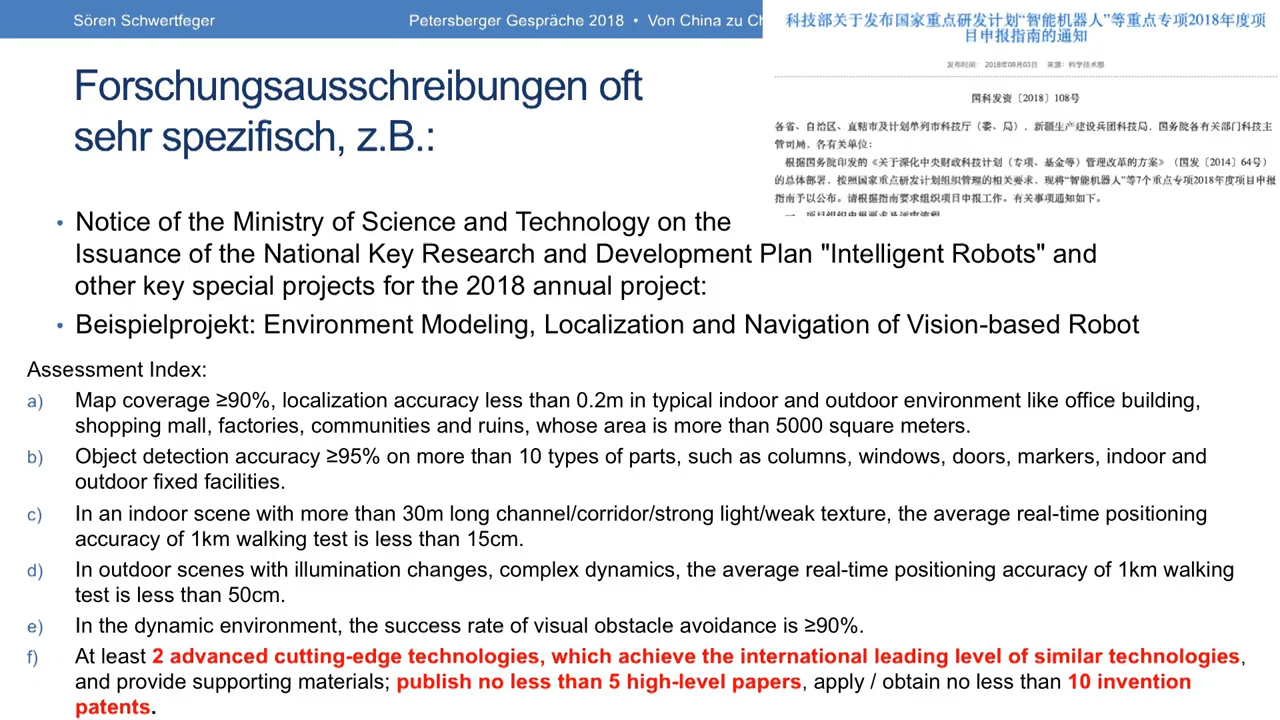 Sören Schwertfeger
Petersberger Gespräche 2018 • Von China zu Ch
科技部关于发布国家重点研发计划“智能机器人”等重点专项2018年度项
目申报指南的通知
发布时间： 2018年08月03日 来源：科学技术部
国科发资〔2018〕108号
各省、自治区、直辖市及计划单列市科技厅（委、局），新疆生产建设兵团科技局，国务院各有关部门科技主
管司局，各有关单位：
根据国务院印发的《关于深化中央财政科技计划（专项、基金等）管理改革的方案》（国发〔2014〕64号）
的总体部署，按照国家重点研发计划组织管理的相关要求，现将“智能机器人”等7个重点专项2018年度项目申报
指南予以公布。请根据指南要求组织项目申报工作。有关事项通知如下。
Forschungsausschreibungen oft
sehr spezifisch, z.B.:
• Notice of the Ministry of Science and Technology on the
Issuance of the National Key Research and Development Plan "Intelligent Robots" and
other key special projects for the 2018 annual project:
• Beispielprojekt: Environment Modeling, Localization and Navigation of Vision-based Robot
Assessment Index:
a) Map coverage ≥90%, localization accuracy less than 0.2m in typical indoor and outdoor environment like office building,
shopping mall, factories, communities and ruins, whose area is more than 5000 square meters.
b) Object detection accuracy ≥95% on more than 10 types of parts, such as columns, windows, doors, markers, indoor and
outdoor fixed facilities.
c) In an indoor scene with more than 30m long channel/corridor/strong light/weak texture, the average real-time positioning
accuracy of 1km walking test is less than 15cm.
d) In outdoor scenes with illumination changes, complex dynamics, the average real-time positioning accuracy of 1km walking
test is less than 50cm.
e) In the dynamic environment, the success rate of visual obstacle avoidance is ≥90%.
f) At least 2 advanced cutting-edge technologies, which achieve the international leading level of similar technologies,
and provide supporting materials; publish no less than 5 high-level papers, apply / obtain no less than 10 invention
patents.